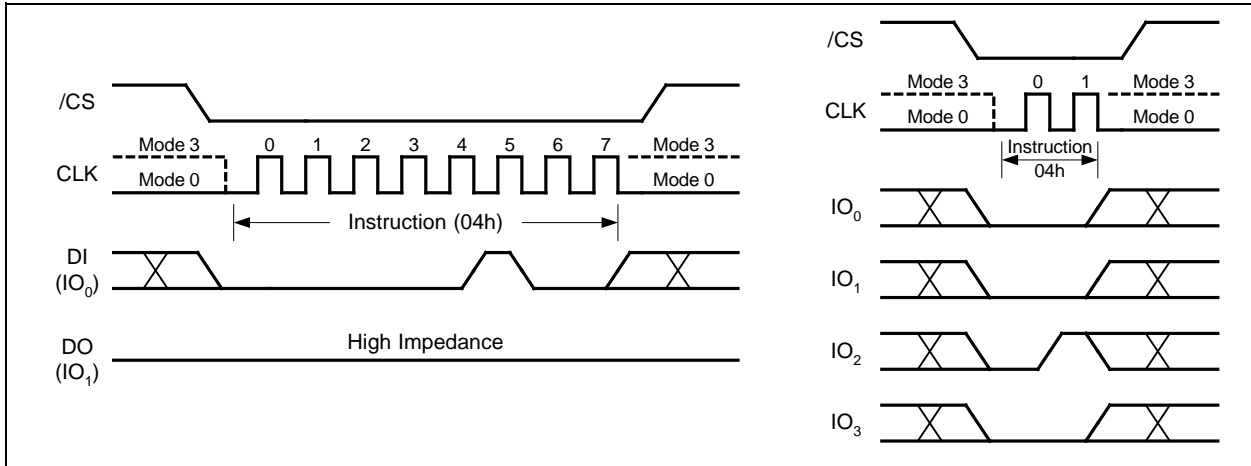 /CS
Mode 3 0 1 2 3 4 5 6 7 Mode 3
CLK
Mode 0 Mode 0
Instruction (04h)
DI
(IO0)
High Impedance
DO
(IO1)
/CS
Mode 3 0 1 Mode 3
CLK
Mode 0 Mode 0
Instruction
04h
IO0
IO1
IO2
IO3